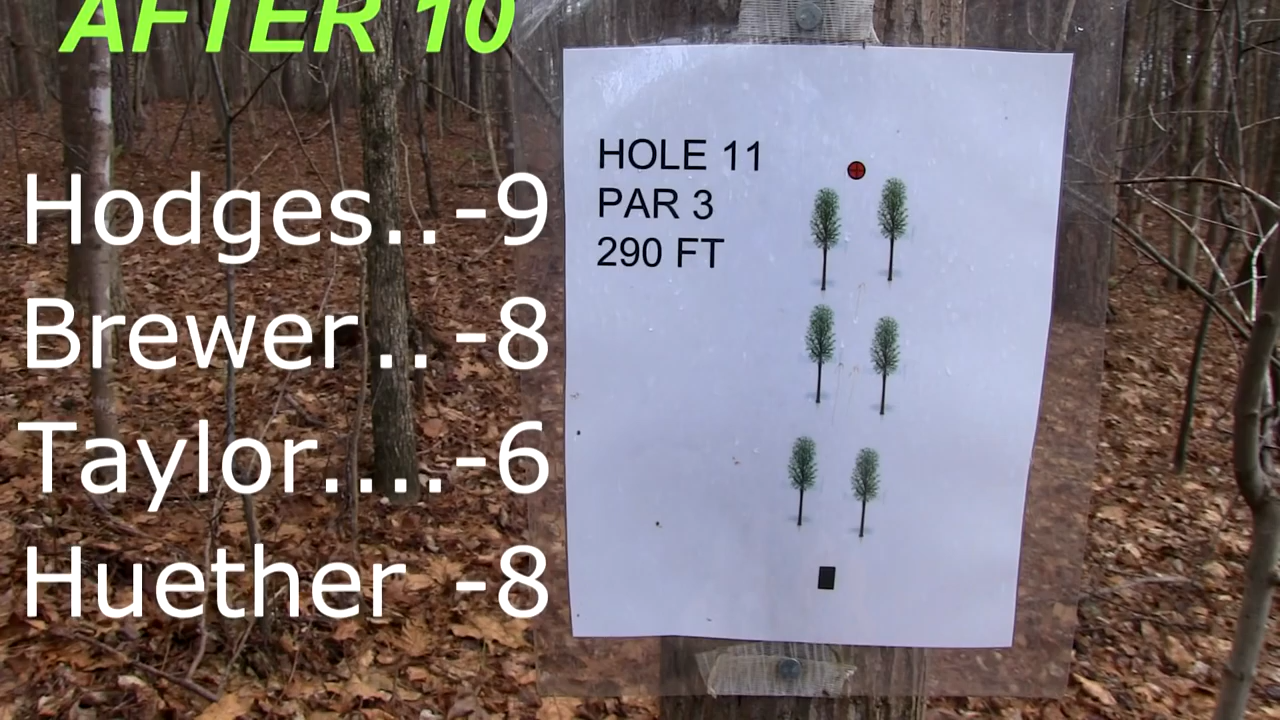 AFTER 10
Hodges.. -9
Brewer.. -8
Taylor.... -6
Huether -8
HOLE 11
PAR 3
290 FT